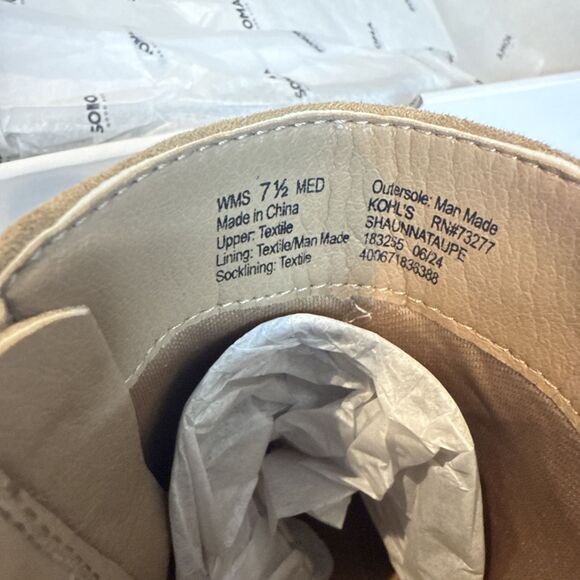 SONO
WMS 7½ MED
Made in China
Upper: Textile
Lining: Textile/Man Made
Socklining: Textile
Outersole: Man Made
KOHL'S RN#73277
SHAUNNATAUPE
183255 06/24
400671836388